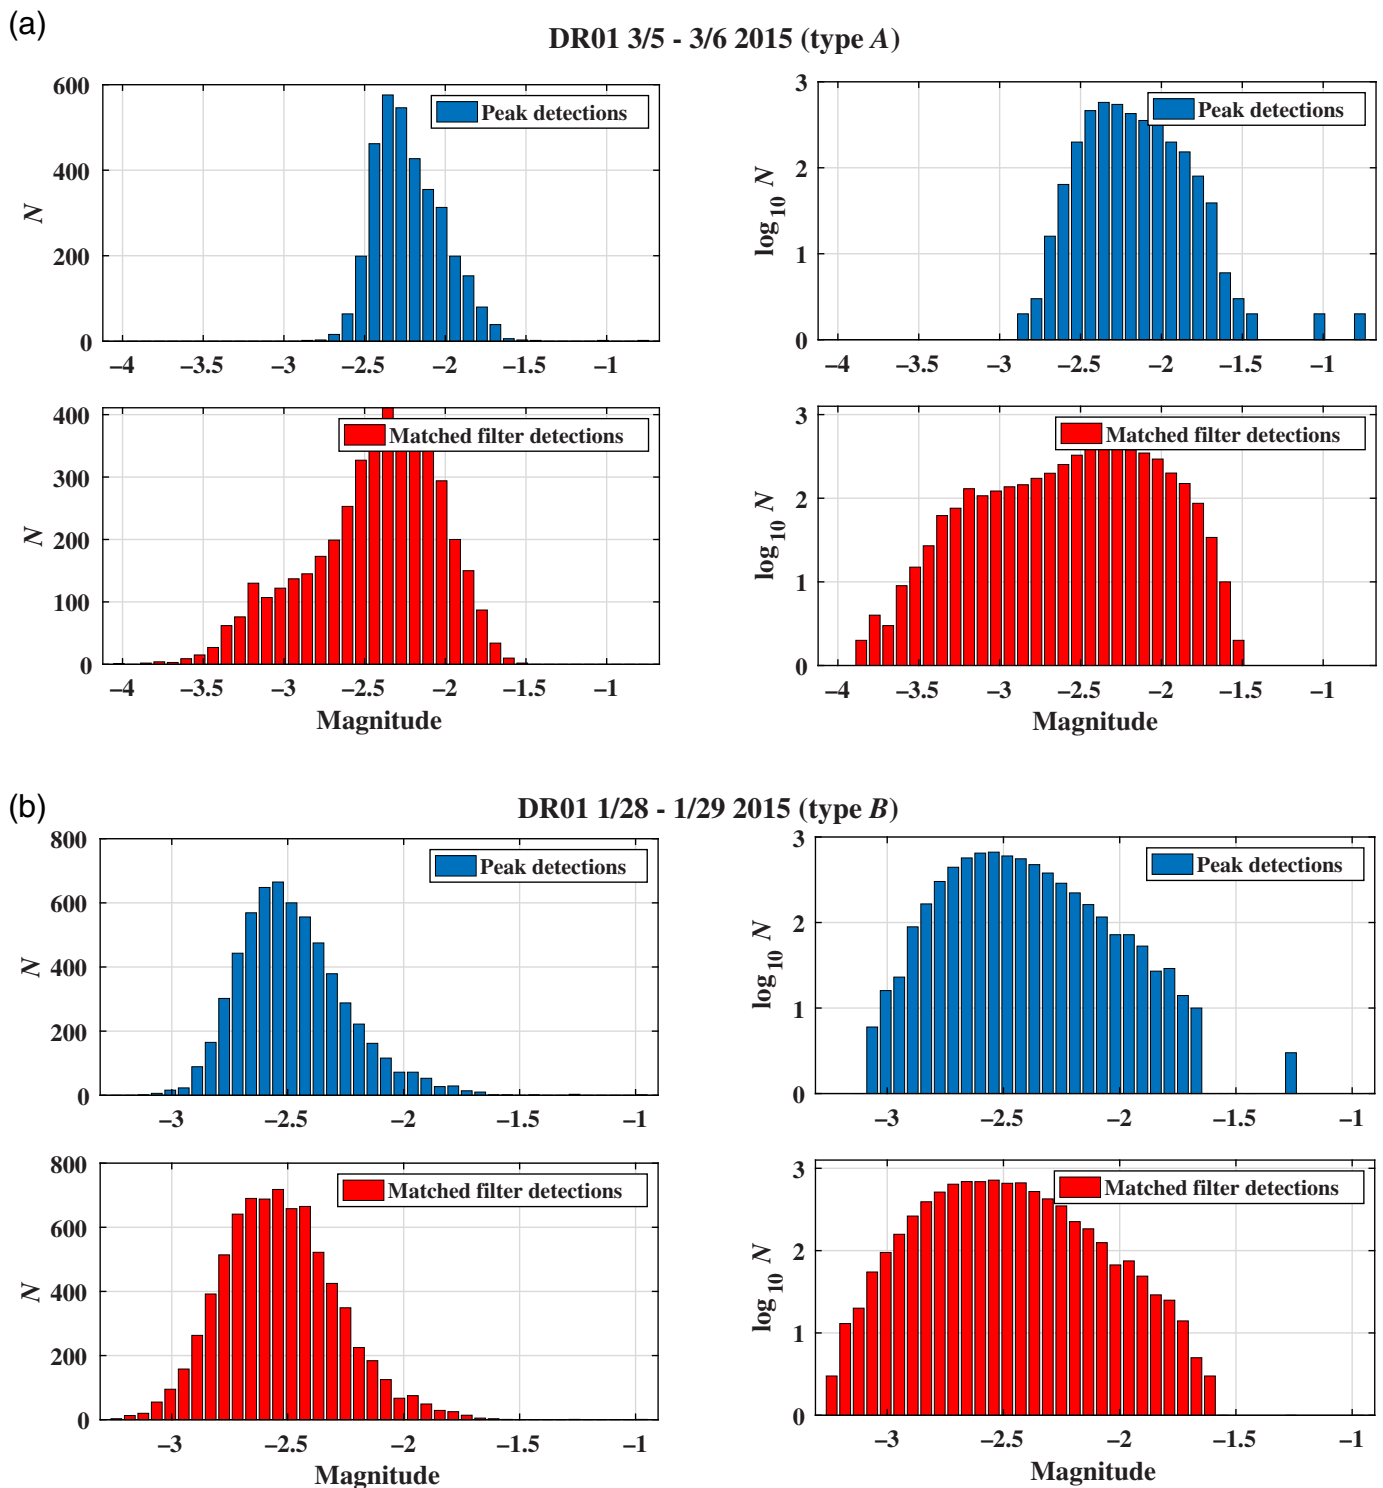 (a)
DR01 3/5 - 3/6 2015 (type A)
600
400
200
0
N
Peak detections
−4 −3.5 −3 −2.5 −2 −1.5 −1
3
2
1
0
log10 N
Peak detections
−4 −3.5 −3 −2.5 −2 −1.5 −1
400
300
200
100
0
N
Matched filter detections
−4 −3.5 −3 −2.5 −2 −1.5 −1
Magnitude
3
2
1
0
log10 N
Matched filter detections
−4 −3.5 −3 −2.5 −2 −1.5 −1
Magnitude
(b)
DR01 1/28 - 1/29 2015 (type B)
800
600
400
200
0
N
Peak detections
−3 −2.5 −2 −1.5 −1
3
2
1
0
log10 N
Peak detections
−3 −2.5 −2 −1.5 −1
800
600
400
200
0
N
Matched filter detections
−3 −2.5 −2 −1.5 −1
Magnitude
3
2
1
0
log10 N
Matched filter detections
−3 −2.5 −2 −1.5 −1
Magnitude